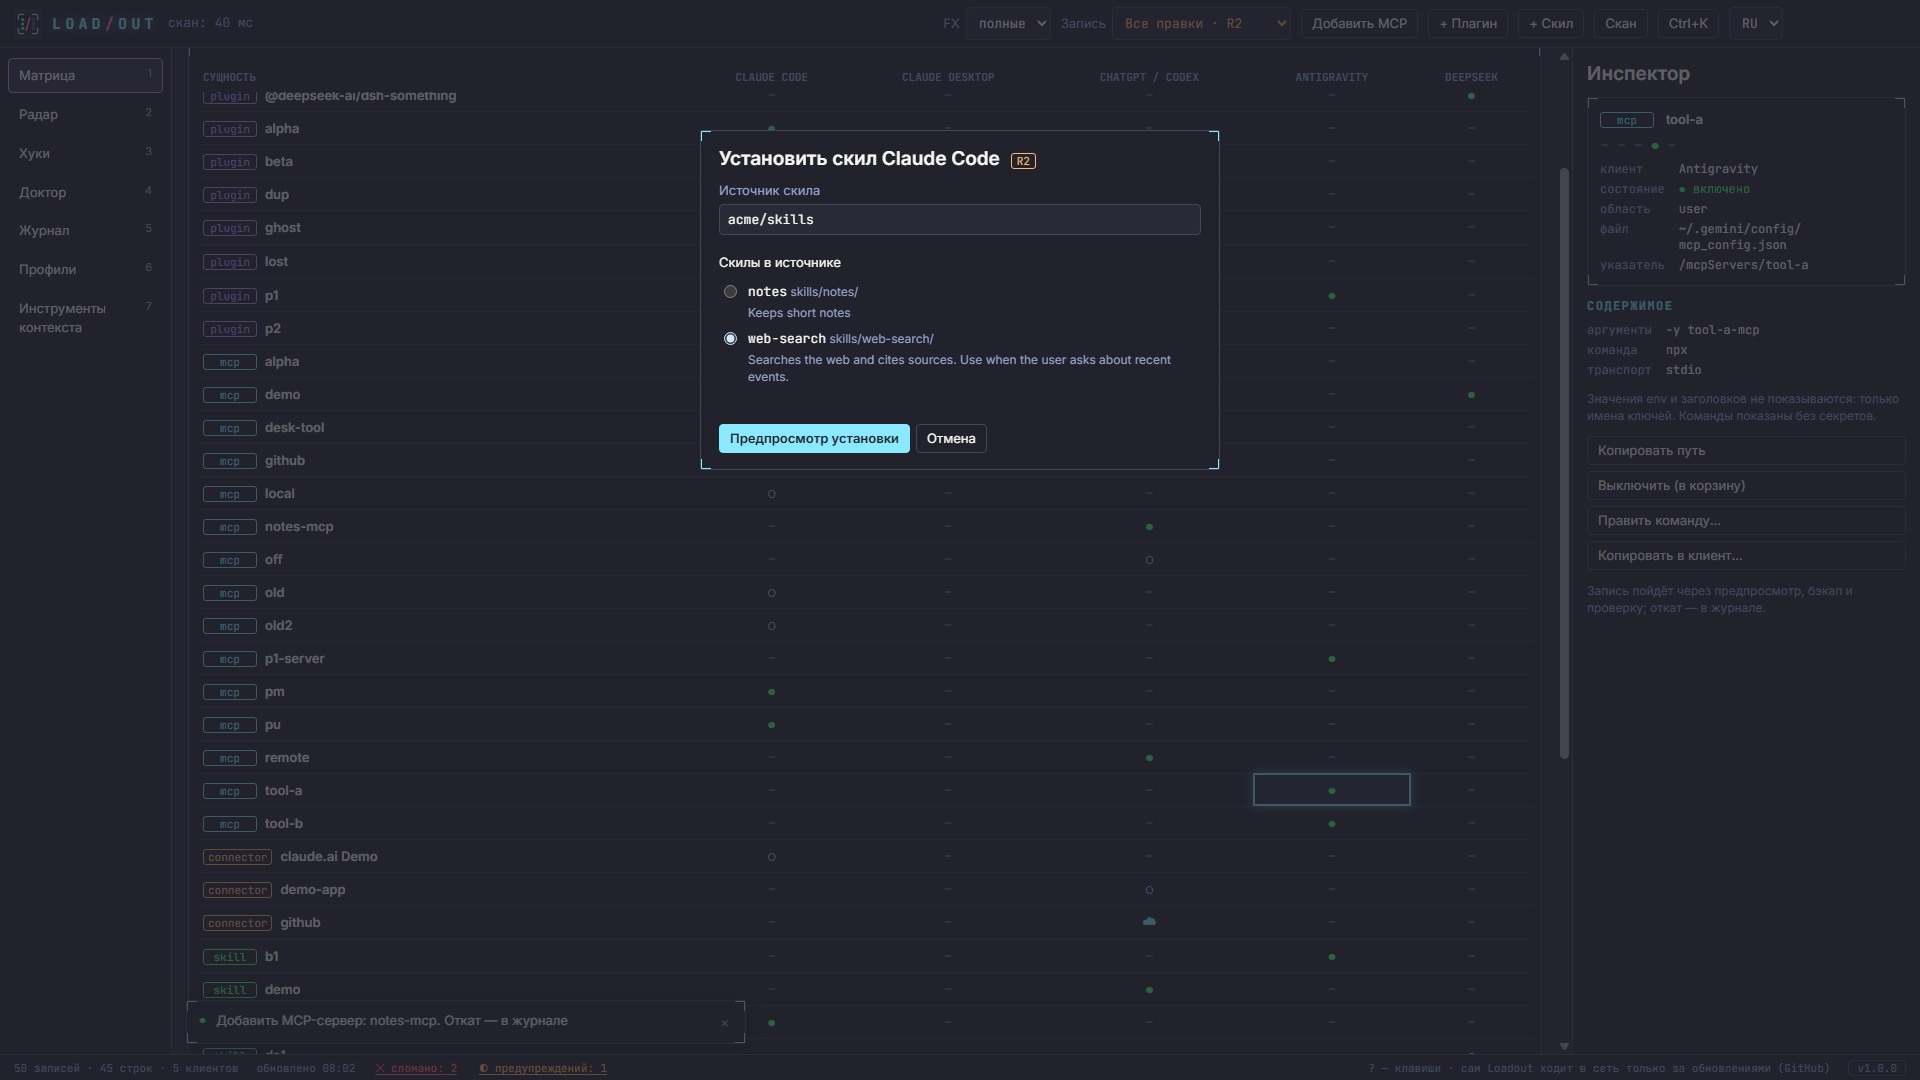 LOAD/OUT скан: 40 мс FX полные Запись Все правки · R2 Добавить MCP + Плагин + Скил Скан Ctrl+K RU
Матрица 1
Радар 2
Хуки 3
Доктор 4
Журнал 5
Профили 6
Инструменты контекста 7
СУЩНОСТЬ CLAUDE CODE CLAUDE DESKTOP CHATGPT / CODEX ANTIGRAVITY DEEPSEEK
plugin @deepseek-ai/dsh-something
plugin alpha
plugin beta
plugin dup
plugin ghost
plugin lost
plugin p1
plugin p2
mcp alpha
mcp demo
mcp desk-tool
mcp github
mcp local
mcp notes-mcp
mcp off
mcp old
mcp old2
mcp p1-server
mcp pm
mcp pu
mcp remote
mcp tool-a
mcp tool-b
connector claude.ai Demo
connector demo-app
connector github
skill b1
skill demo
Установить скил Claude Code R2
Источник скила
acme/skills
Скилы в источнике
notes skills/notes/
Keeps short notes
web-search skills/web-search/
Searches the web and cites sources. Use when the user asks about recent
events.
Предпросмотр установки Отмена
Добавить MCP-сервер: notes-mcp. Откат — в журнале ×
Инспектор
mcp tool-a
клиент Antigravity
состояние включено
область user
файл ~/.gemini/config/
mcp_config.json
указатель /mcpServers/tool-a
СОДЕРЖИМОЕ
аргументы -y tool-a-mcp
команда npx
транспорт stdio
Значения env и заголовков не показываются: только
имена ключей. Команды показаны без секретов.
Копировать путь
Выключить (в корзину)
Править команду...
Копировать в клиент...
Запись пойдёт через предпросмотр, бэкап и
проверку; откат — в журнале.
50 записей · 45 строк · 5 клиентов обновлено 08:02 сломано: 2 предупреждений: 1 ? — клавиши · сам Loadout ходит в сеть только за обновлениями (GitHub) v1.0.0